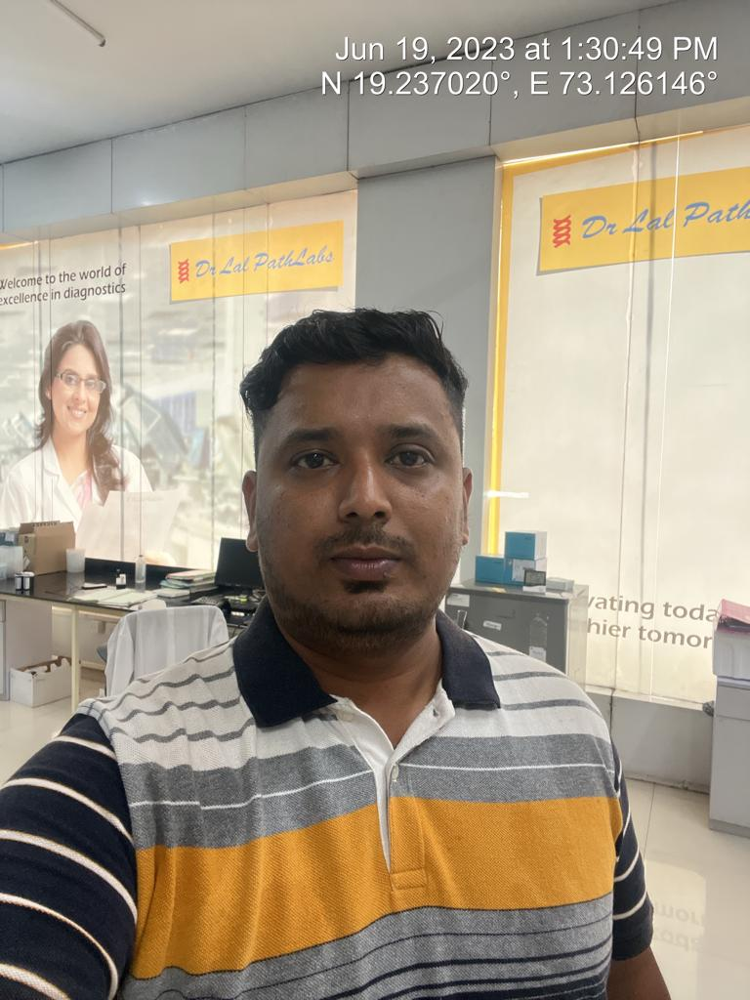 Jun 19, 2023 at 1:30:49 PM
N 19.237020°, E 73.126146°
Welcome to the world of
excellence in diagnostics
Dr Lal PathLabs
Dr Lal Path
vating toda
hier tomor